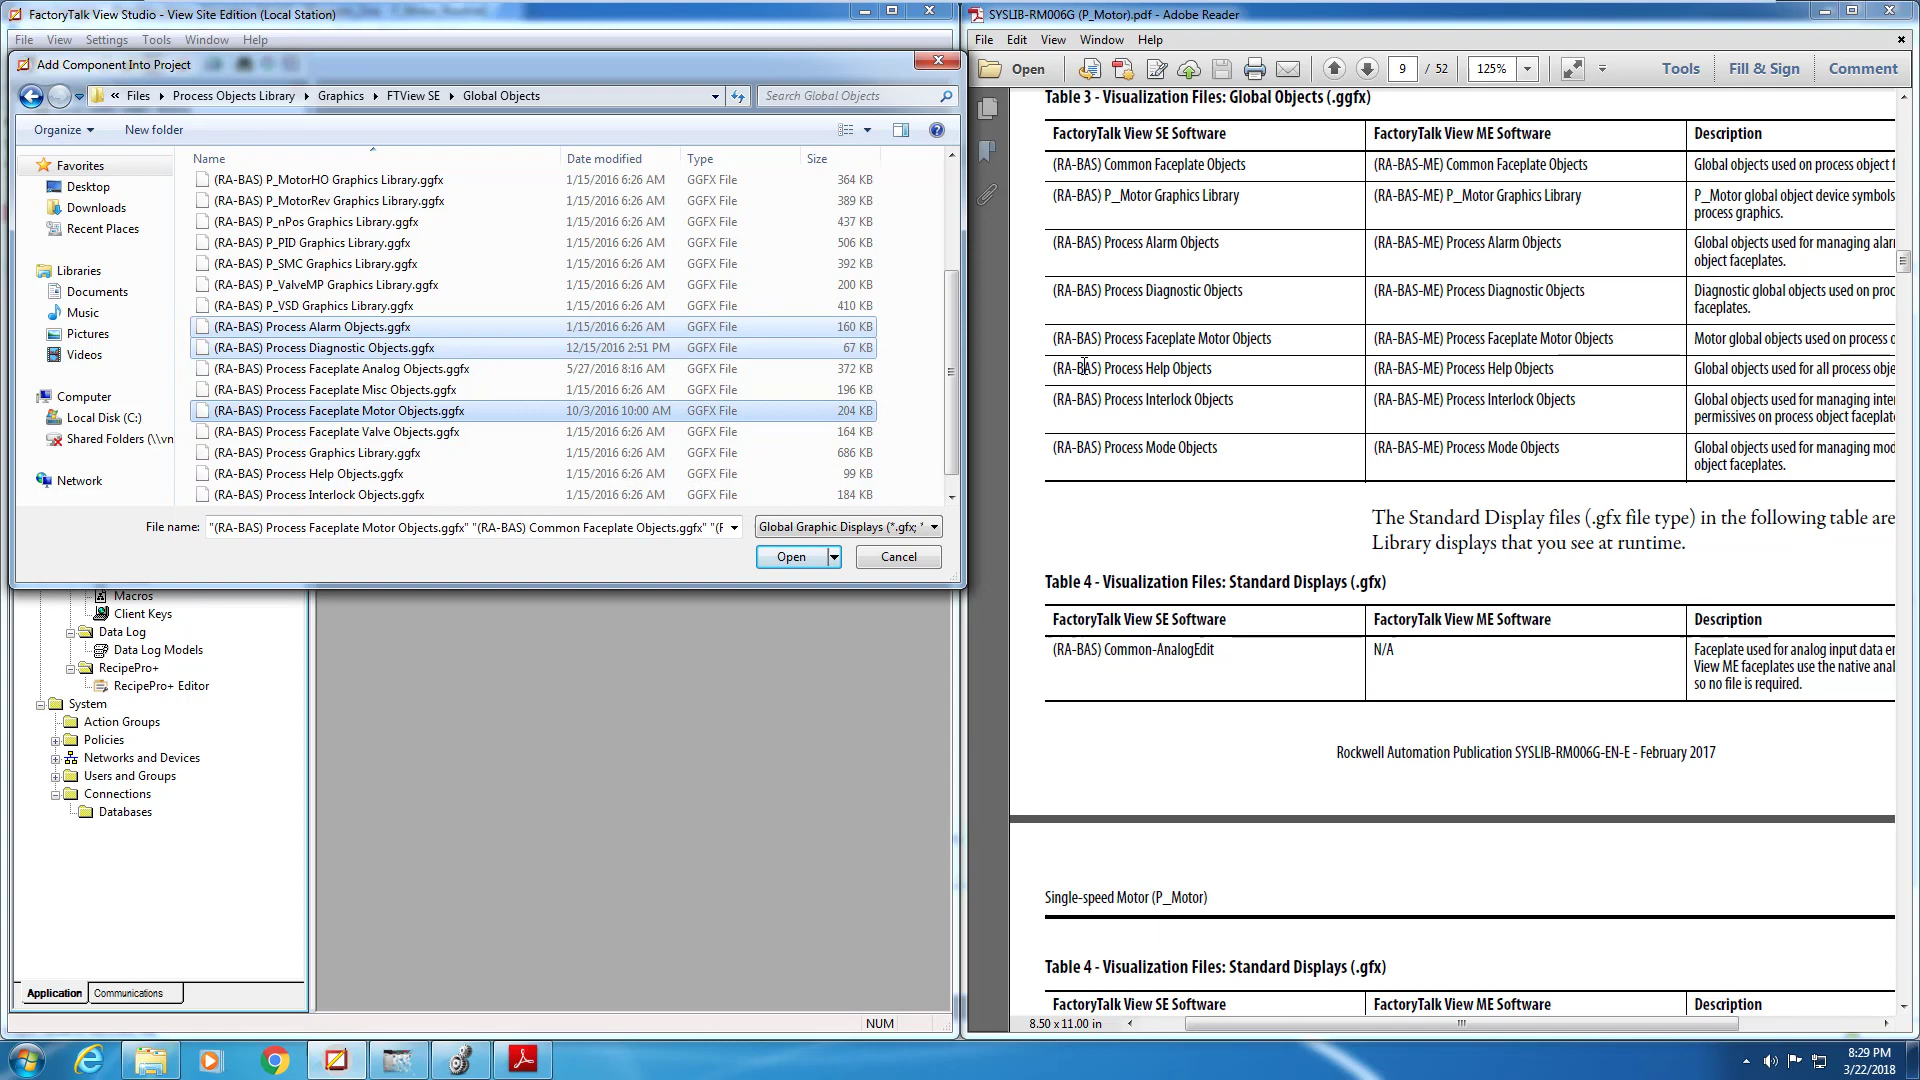 FactoryTalk View Studio - View Site Edition (Local Station)
File View Settings Tools Window Help
Add Component Into Project
« Files Process Objects Library Graphics FTView SE Global Objects
Search Global Objects
Organize New folder
Favorites
Desktop
Downloads
Recent Places
Libraries
Documents
Music
Pictures
Videos
Computer
Local Disk (C:)
Shared Folders (\\vn
Network
Name Date modified Type Size
(RA-BAS) P_MotorHO Graphics Library.ggfx 1/15/2016 6:26 AM GGFX File 364 KB
(RA-BAS) P_MotorRev Graphics Library.ggfx 1/15/2016 6:26 AM GGFX File 389 KB
(RA-BAS) P_nPos Graphics Library.ggfx 1/15/2016 6:26 AM GGFX File 437 KB
(RA-BAS) P_PID Graphics Library.ggfx 1/15/2016 6:26 AM GGFX File 506 KB
(RA-BAS) P_SMC Graphics Library.ggfx 1/15/2016 6:26 AM GGFX File 392 KB
(RA-BAS) P_ValveMP Graphics Library.ggfx 1/15/2016 6:26 AM GGFX File 200 KB
(RA-BAS) P_VSD Graphics Library.ggfx 1/15/2016 6:26 AM GGFX File 410 KB
(RA-BAS) Process Alarm Objects.ggfx 1/15/2016 6:26 AM GGFX File 160 KB
(RA-BAS) Process Diagnostic Objects.ggfx 12/15/2016 2:51 PM GGFX File 67 KB
(RA-BAS) Process Faceplate Analog Objects.ggfx 5/27/2016 8:16 AM GGFX File 372 KB
(RA-BAS) Process Faceplate Misc Objects.ggfx 1/15/2016 6:26 AM GGFX File 196 KB
(RA-BAS) Process Faceplate Motor Objects.ggfx 10/3/2016 10:00 AM GGFX File 204 KB
(RA-BAS) Process Faceplate Valve Objects.ggfx 1/15/2016 6:26 AM GGFX File 164 KB
(RA-BAS) Process Graphics Library.ggfx 1/15/2016 6:26 AM GGFX File 686 KB
(RA-BAS) Process Help Objects.ggfx 1/15/2016 6:26 AM GGFX File 99 KB
(RA-BAS) Process Interlock Objects.ggfx 1/15/2016 6:26 AM GGFX File 184 KB
File name: "(RA-BAS) Process Faceplate Motor Objects.ggfx" "(RA-BAS) Common Faceplate Objects.ggfx" "(F
Global Graphic Displays (*.gfx; *
Open Cancel
Macros
Client Keys
Data Log
Data Log Models
RecipePro+
RecipePro+ Editor
System
Action Groups
Policies
Networks and Devices
Users and Groups
Connections
Databases
Application Communications
NUM
SYSLIB-RM006G (P_Motor).pdf - Adobe Reader
File Edit View Window Help
Open 9 / 52 125% Tools Fill & Sign Comment
Table 3 - Visualization Files: Global Objects (.ggfx)
FactoryTalk View SE Software FactoryTalk View ME Software Description
(RA-BAS) Common Faceplate Objects (RA-BAS-ME) Common Faceplate Objects Global objects used on process object f
(RA-BAS) P_Motor Graphics Library (RA-BAS-ME) P_Motor Graphics Library P_Motor global object device symbols
process graphics.
(RA-BAS) Process Alarm Objects (RA-BAS-ME) Process Alarm Objects Global objects used for managing alar
object faceplates.
(RA-BAS) Process Diagnostic Objects (RA-BAS-ME) Process Diagnostic Objects Diagnostic global objects used on proc
faceplates.
(RA-BAS) Process Faceplate Motor Objects (RA-BAS-ME) Process Faceplate Motor Objects Motor global objects used on process o
(RA-BAS) Process Help Objects (RA-BAS-ME) Process Help Objects Global objects used for all process obje
(RA-BAS) Process Interlock Objects (RA-BAS-ME) Process Interlock Objects Global objects used for managing inter
permissives on process object faceplate
(RA-BAS) Process Mode Objects (RA-BAS-ME) Process Mode Objects Global objects used for managing mod
object faceplates.
The Standard Display files (.gfx file type) in the following table are
Library displays that you see at runtime.
Table 4 - Visualization Files: Standard Displays (.gfx)
FactoryTalk View SE Software FactoryTalk View ME Software Description
(RA-BAS) Common-AnalogEdit N/A Faceplate used for analog input data en
View ME faceplates use the native anal
so no file is required.
Rockwell Automation Publication SYSLIB-RM006G-EN-E - February 2017
Single-speed Motor (P_Motor)
Table 4 - Visualization Files: Standard Displays (.gfx)
FactoryTalk View SE Software FactoryTalk View ME Software Description
8.50 x 11.00 in
8:29 PM
3/22/2018